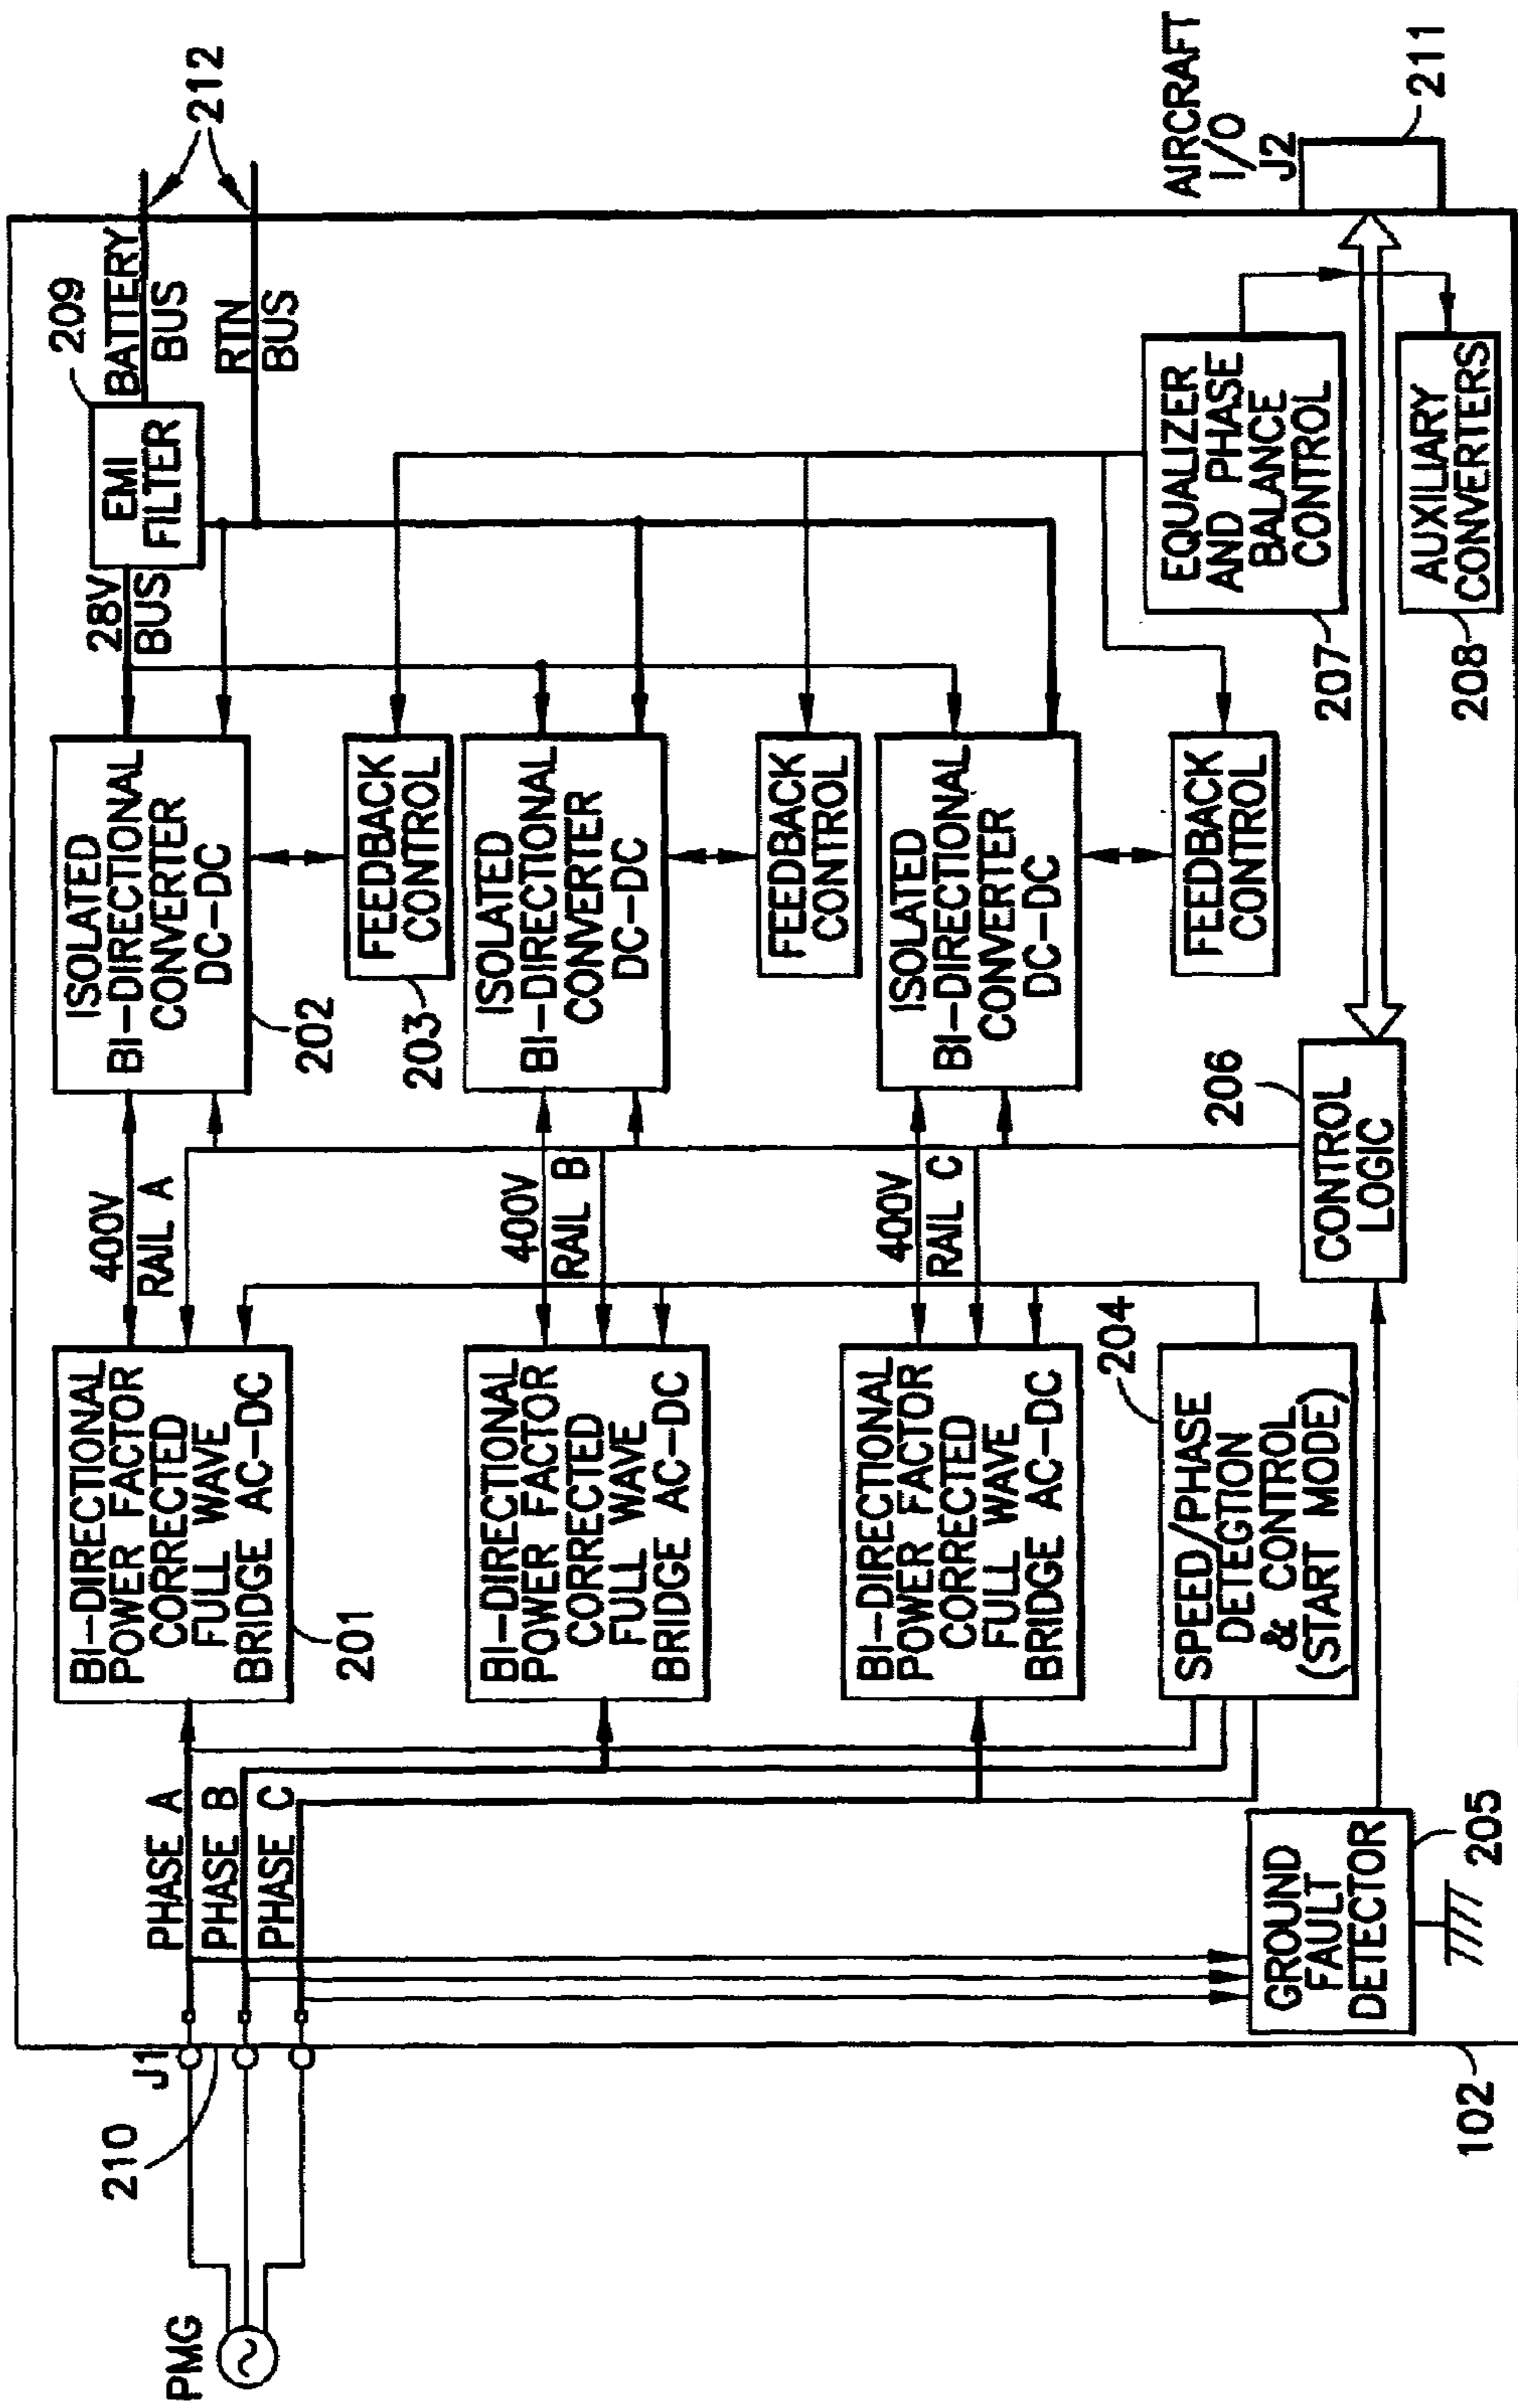 PMG
210
J1
PHASE A
PHASE B
PHASE C
BI-DIRECTIONAL
POWER FACTOR
CORRECTED
FULL WAVE
BRIDGE AC-DC
201
400V
RAIL A
ISOLATED
BI-DIRECTIONAL
CONVERTER
DC-DC
202
28V
BUS
EMI
FILTER
209
BATTERY
BUS
RTN
BUS
212
FEEDBACK
CONTROL
203
BI-DIRECTIONAL
POWER FACTOR
CORRECTED
FULL WAVE
BRIDGE AC-DC
400V
RAIL B
ISOLATED
BI-DIRECTIONAL
CONVERTER
DC-DC
FEEDBACK
CONTROL
BI-DIRECTIONAL
POWER FACTOR
CORRECTED
FULL WAVE
BRIDGE AC-DC
400V
RAIL C
ISOLATED
BI-DIRECTIONAL
CONVERTER
DC-DC
FEEDBACK
CONTROL
204
SPEED/PHASE
DETEGTION
& CONTROL
(START MODE)
GROUND
FAULT
DETECTOR
205
206
CONTROL
LOGIC
EQUALIZER
AND PHASE
BALANCE
CONTROL
207
AUXILIARY
CONVERTERS
208
AIRCRAFT
I/O
J2
211
102